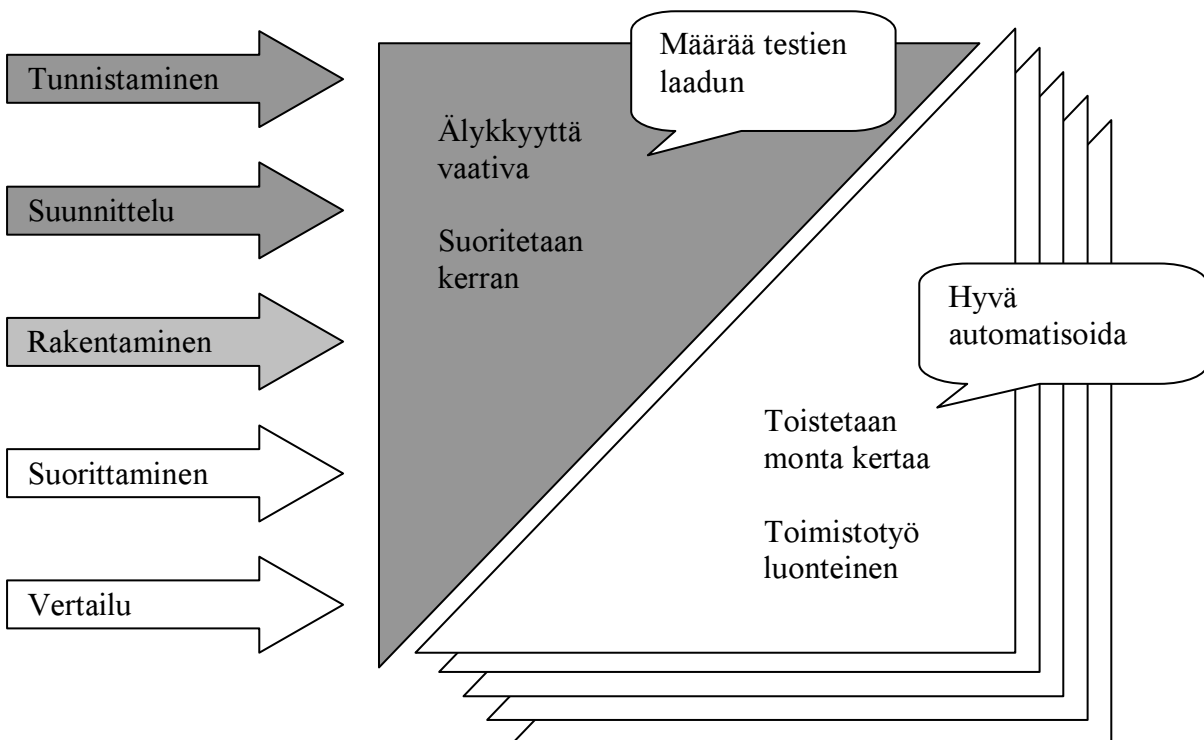 Tunnistaminen
Suunnittelu
Rakentaminen
Suorittaminen
Vertailu
Määrää testien
laadun
Älykkyyttä
vaativa
Suoritetaan
kerran
Hyvä
automatisoida
Toistetaan
monta kertaa
Toimistotyö
luonteinen